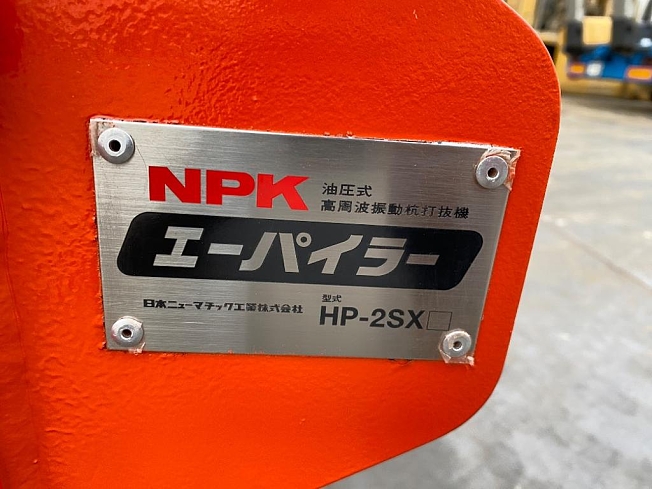 NPK
油圧式
高周波振動杭打抜機
エーパイラー
日本ニューマチック工業株式会社
型式
HP-2SX□